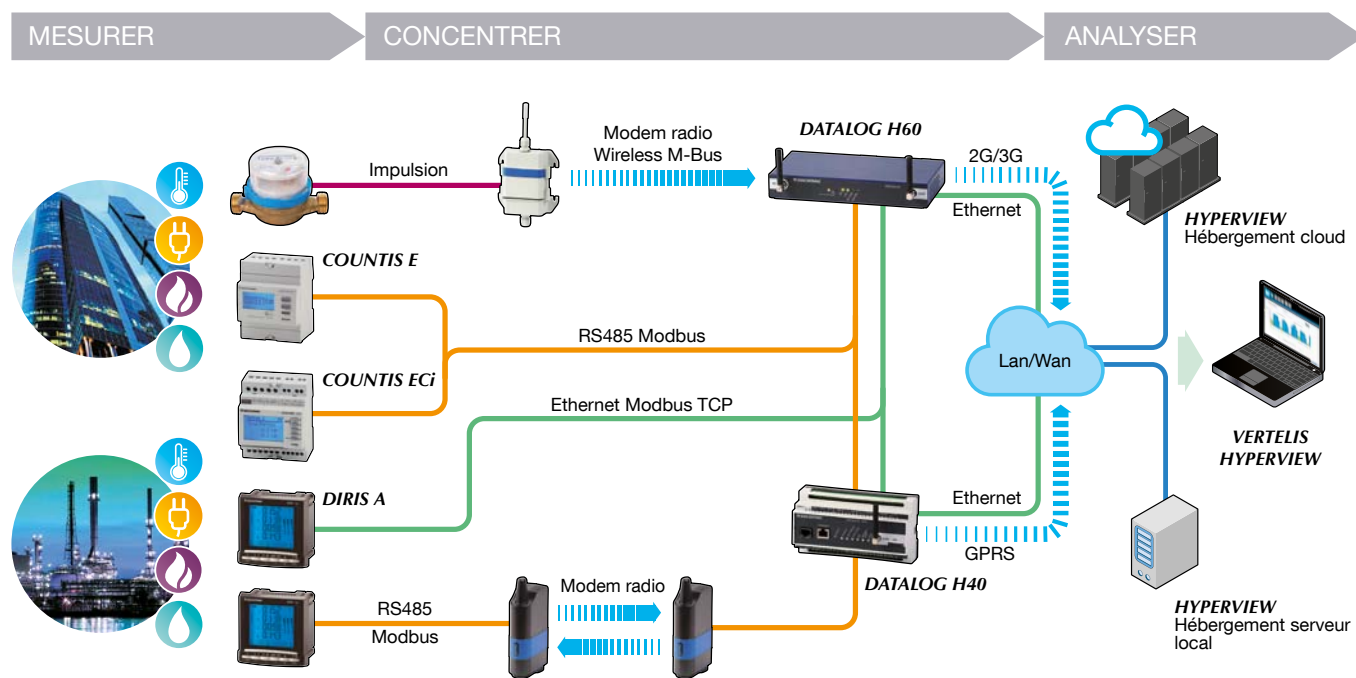 MESURER
CONCENTRER
ANALYSER
Impulsion
Modem radio
Wireless M-Bus
DATALOG H60
2G/3G
Ethernet
HYPERVIEW
Hébergement cloud
COUNTIS E
RS485 Modbus
Lan/Wan
COUNTIS ECi
Ethernet Modbus TCP
VERTELIS
HYPERVIEW
DIRIS A
Ethernet
GPRS
DATALOG H40
RS485
Modbus
Modem radio
HYPERVIEW
Hébergement serveur
local